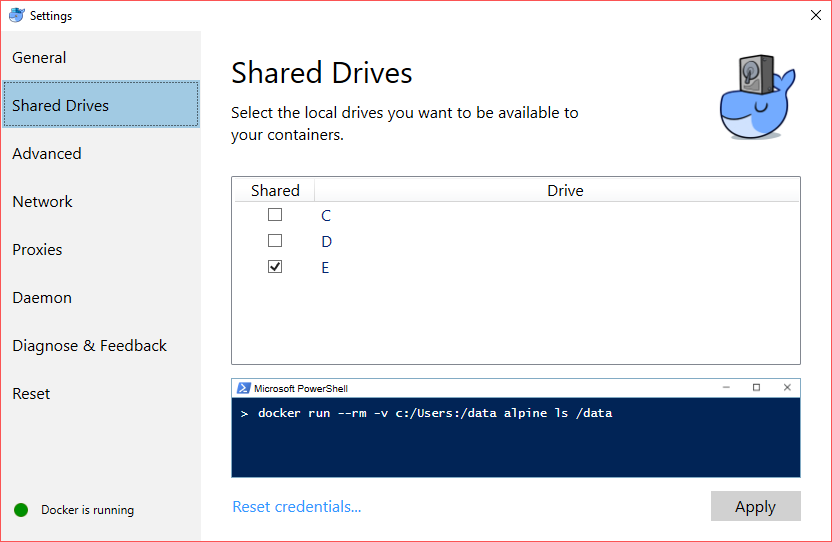 Settings
General
Shared Drives
Advanced
Network
Proxies
Daemon
Diagnose & Feedback
Reset
Docker is running
Shared Drives
Select the local drives you want to be available to
your containers.
Shared Drive
C
D
E
Microsoft PowerShell
> docker run --rm -v c:/Users:/data alpine ls /data
Reset credentials...
Apply